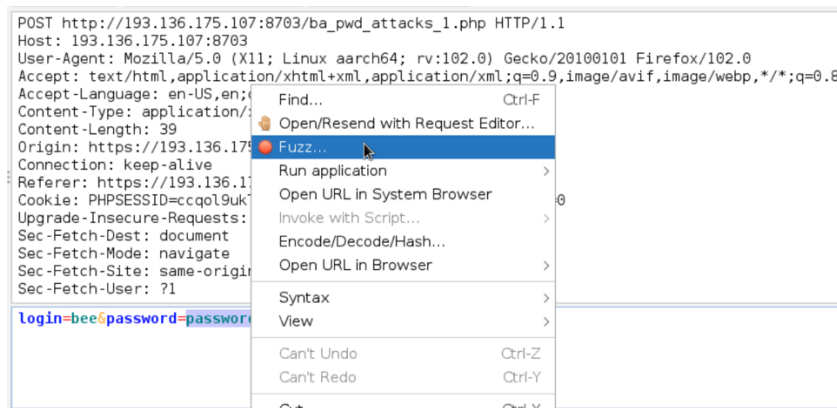 POST http://193.136.175.107:8703/ba_pwd_attacks_1.php HTTP/1.1
Host: 193.136.175.107:8703
User-Agent: Mozilla/5.0 (X11; Linux aarch64; rv:102.0) Gecko/20100101 Firefox/102.0
Accept: text/html,application/xhtml+xml,application/xml;q=0.9,image/avif,image/webp,*/*;q=0.8
Accept-Language: en-US,en;
Content-Type: application/
Content-Length: 39
Origin: https://193.136.175
Connection: keep-alive
Referer: https://193.136.1
Cookie: PHPSESSID=ccqol9uk =0
Upgrade-Insecure-Requests:
Sec-Fetch-Dest: document
Sec-Fetch-Mode: navigate
Sec-Fetch-Site: same-origin
Sec-Fetch-User: ?1
login=bee&password=password
Find... Ctrl-F
Open/Resend with Request Editor...
Fuzz...
Run application
Open URL in System Browser
Invoke with Script...
Encode/Decode/Hash...
Open URL in Browser
Syntax
View
Can't Undo Ctrl-Z
Can't Redo Ctrl-Y
Cut Ctrl-X